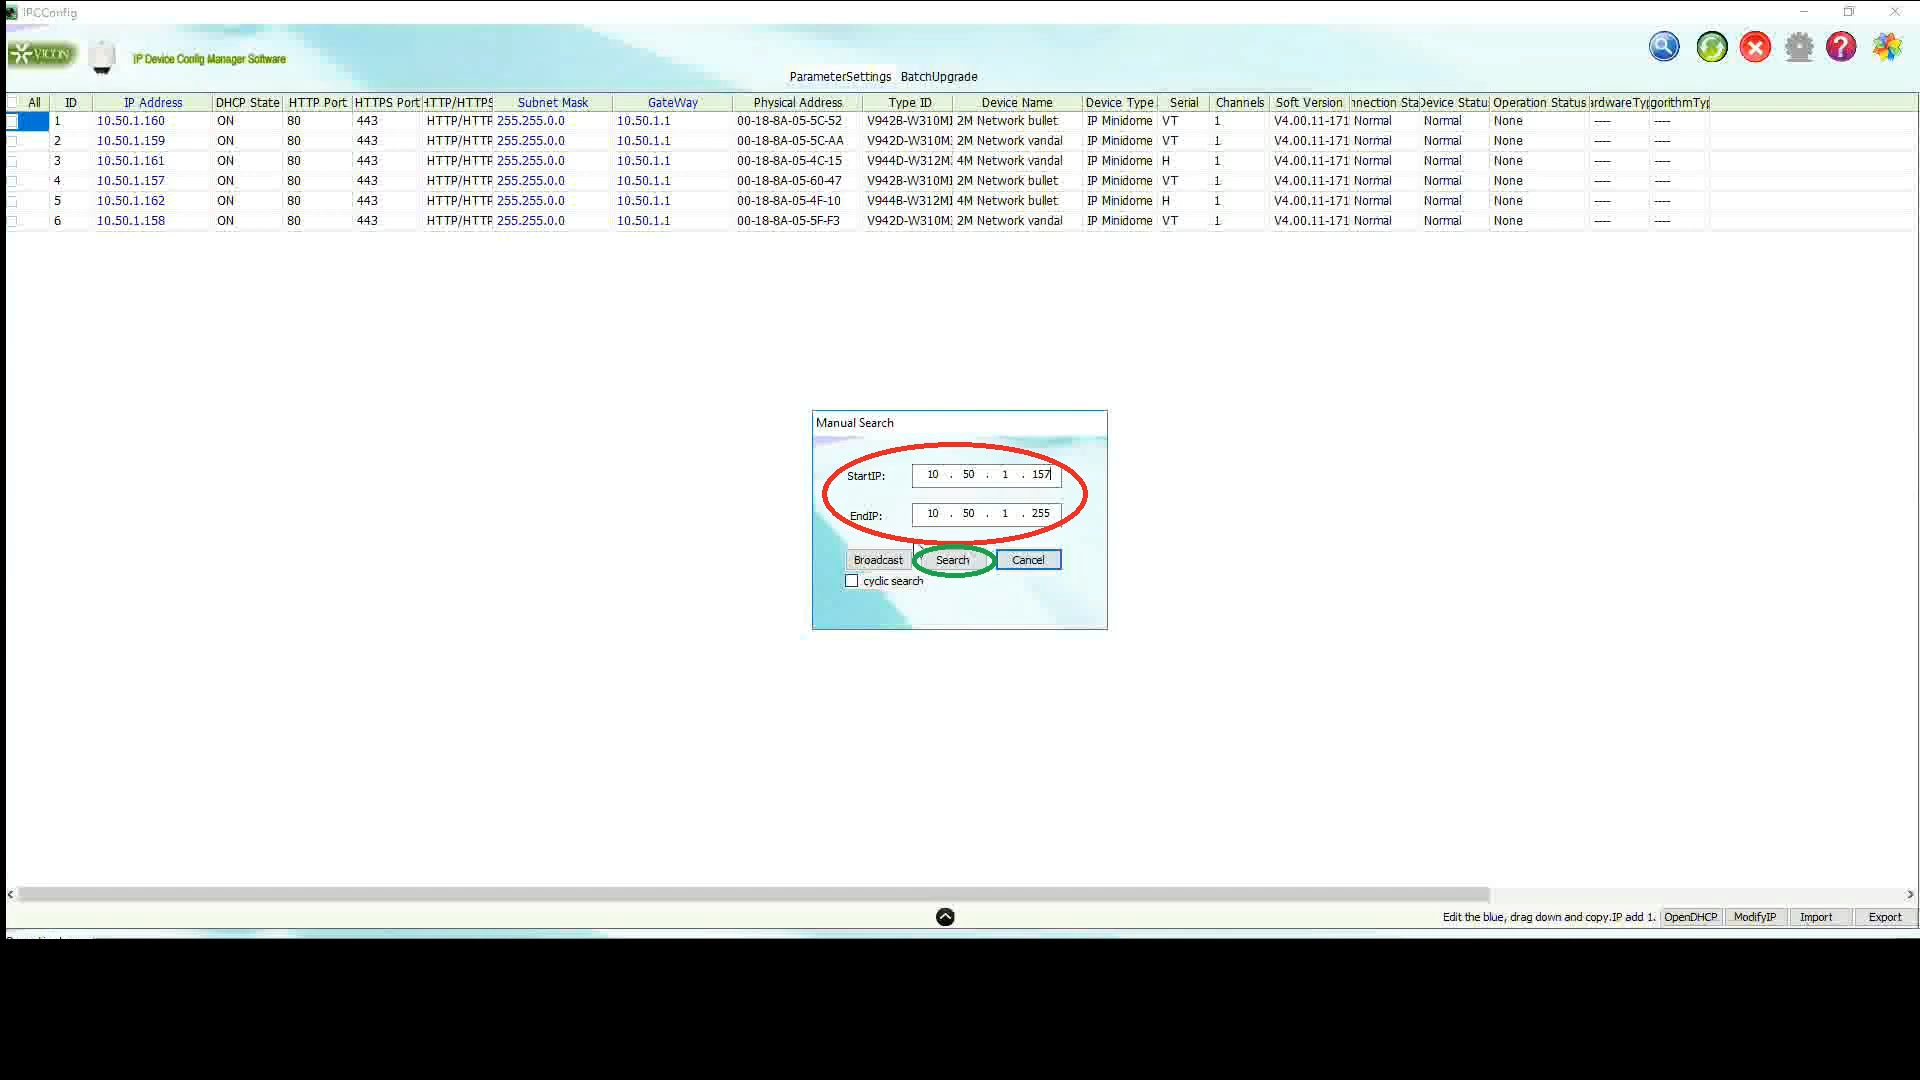 IPCConfig
VICON
IP Device Config Manager Software
ParameterSettings BatchUpgrade
All ID IP Address DHCP State HTTP Port HTTPS Port HTTP/HTTPS Subnet Mask GateWay Physical Address Type ID Device Name Device Type Serial Channels Soft Version nnection Sta Device Statu Operation Status ardwareTyp gorithmTyp
1 10.50.1.160 ON 80 443 HTTP/HTTP 255.255.0.0 10.50.1.1 00-18-8A-05-5C-52 V942B-W310MI 2M Network bullet IP Minidome VT 1 V4.00.11-171 Normal Normal None ---- ----
2 10.50.1.159 ON 80 443 HTTP/HTTP 255.255.0.0 10.50.1.1 00-18-8A-05-5C-AA V942D-W310M: 2M Network vandal IP Minidome VT 1 V4.00.11-171 Normal Normal None ---- ----
3 10.50.1.161 ON 80 443 HTTP/HTTP 255.255.0.0 10.50.1.1 00-18-8A-05-4C-15 V944D-W312M: 4M Network vandal IP Minidome H 1 V4.00.11-171 Normal Normal None ---- ----
4 10.50.1.157 ON 80 443 HTTP/HTTP 255.255.0.0 10.50.1.1 00-18-8A-05-60-47 V942B-W310MI 2M Network bullet IP Minidome VT 1 V4.00.11-171 Normal Normal None ---- ----
5 10.50.1.162 ON 80 443 HTTP/HTTP 255.255.0.0 10.50.1.1 00-18-8A-05-4F-10 V944B-W312MI 4M Network bullet IP Minidome H 1 V4.00.11-171 Normal Normal None ---- ----
6 10.50.1.158 ON 80 443 HTTP/HTTP 255.255.0.0 10.50.1.1 00-18-8A-05-5F-F3 V942D-W310M: 2M Network vandal IP Minidome VT 1 V4.00.11-171 Normal Normal None ---- ----
Manual Search
StartIP: 10 . 50 . 1 . 157
EndIP: 10 . 50 . 1 . 255
Broadcast Search Cancel
cyclic search
Edit the blue, drag down and copy.IP add 1. OpenDHCP ModifyIP Import Export